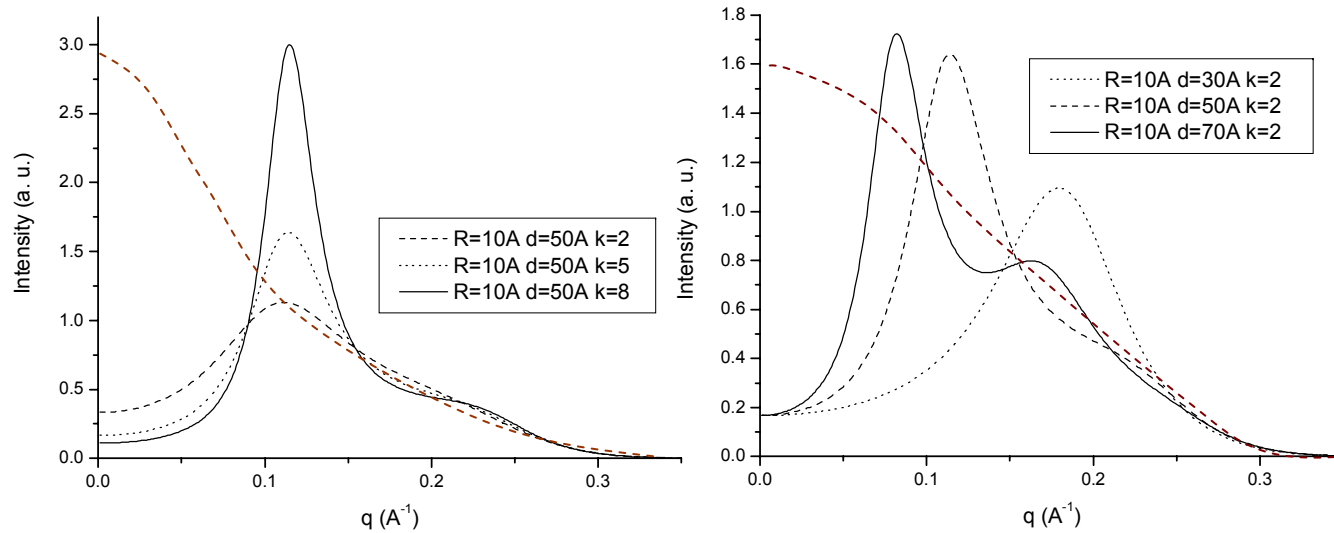 3.0
2.5
2.0
1.5
1.0
0.5
0.0
0.0 0.1 0.2 0.3
Intensity (a. u.)
q (A⁻¹)
R=10A d=50A k=2
R=10A d=50A k=5
R=10A d=50A k=8
1.8
1.6
1.4
1.2
1.0
0.8
0.6
0.4
0.2
0.0
0.0 0.1 0.2 0.3
Intensity (a. u.)
q (A⁻¹)
R=10A d=30A k=2
R=10A d=50A k=2
R=10A d=70A k=2